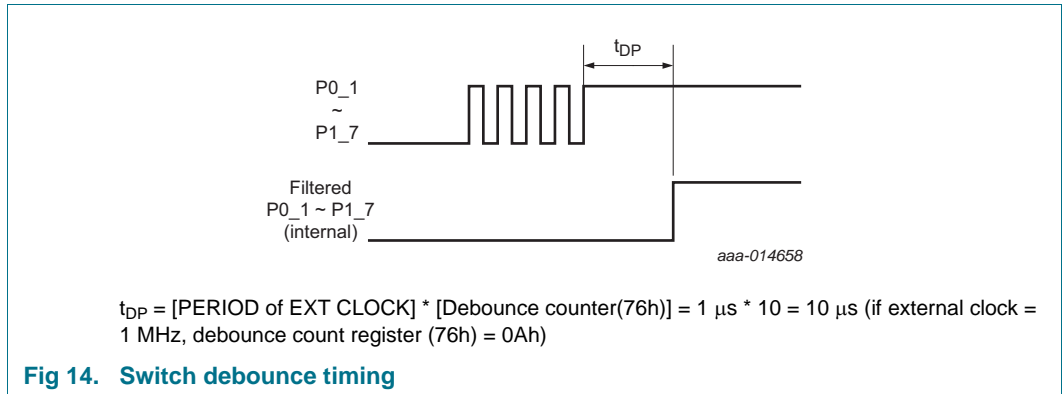 tDP
P0_1
~
P1_7
Filtered
P0_1 ~ P1_7
(internal)
aaa-014658
tDP = [PERIOD of EXT CLOCK] * [Debounce counter(76h)] = 1 μs * 10 = 10 μs (if external clock =
1 MHz, debounce count register (76h) = 0Ah)
Fig 14. Switch debounce timing